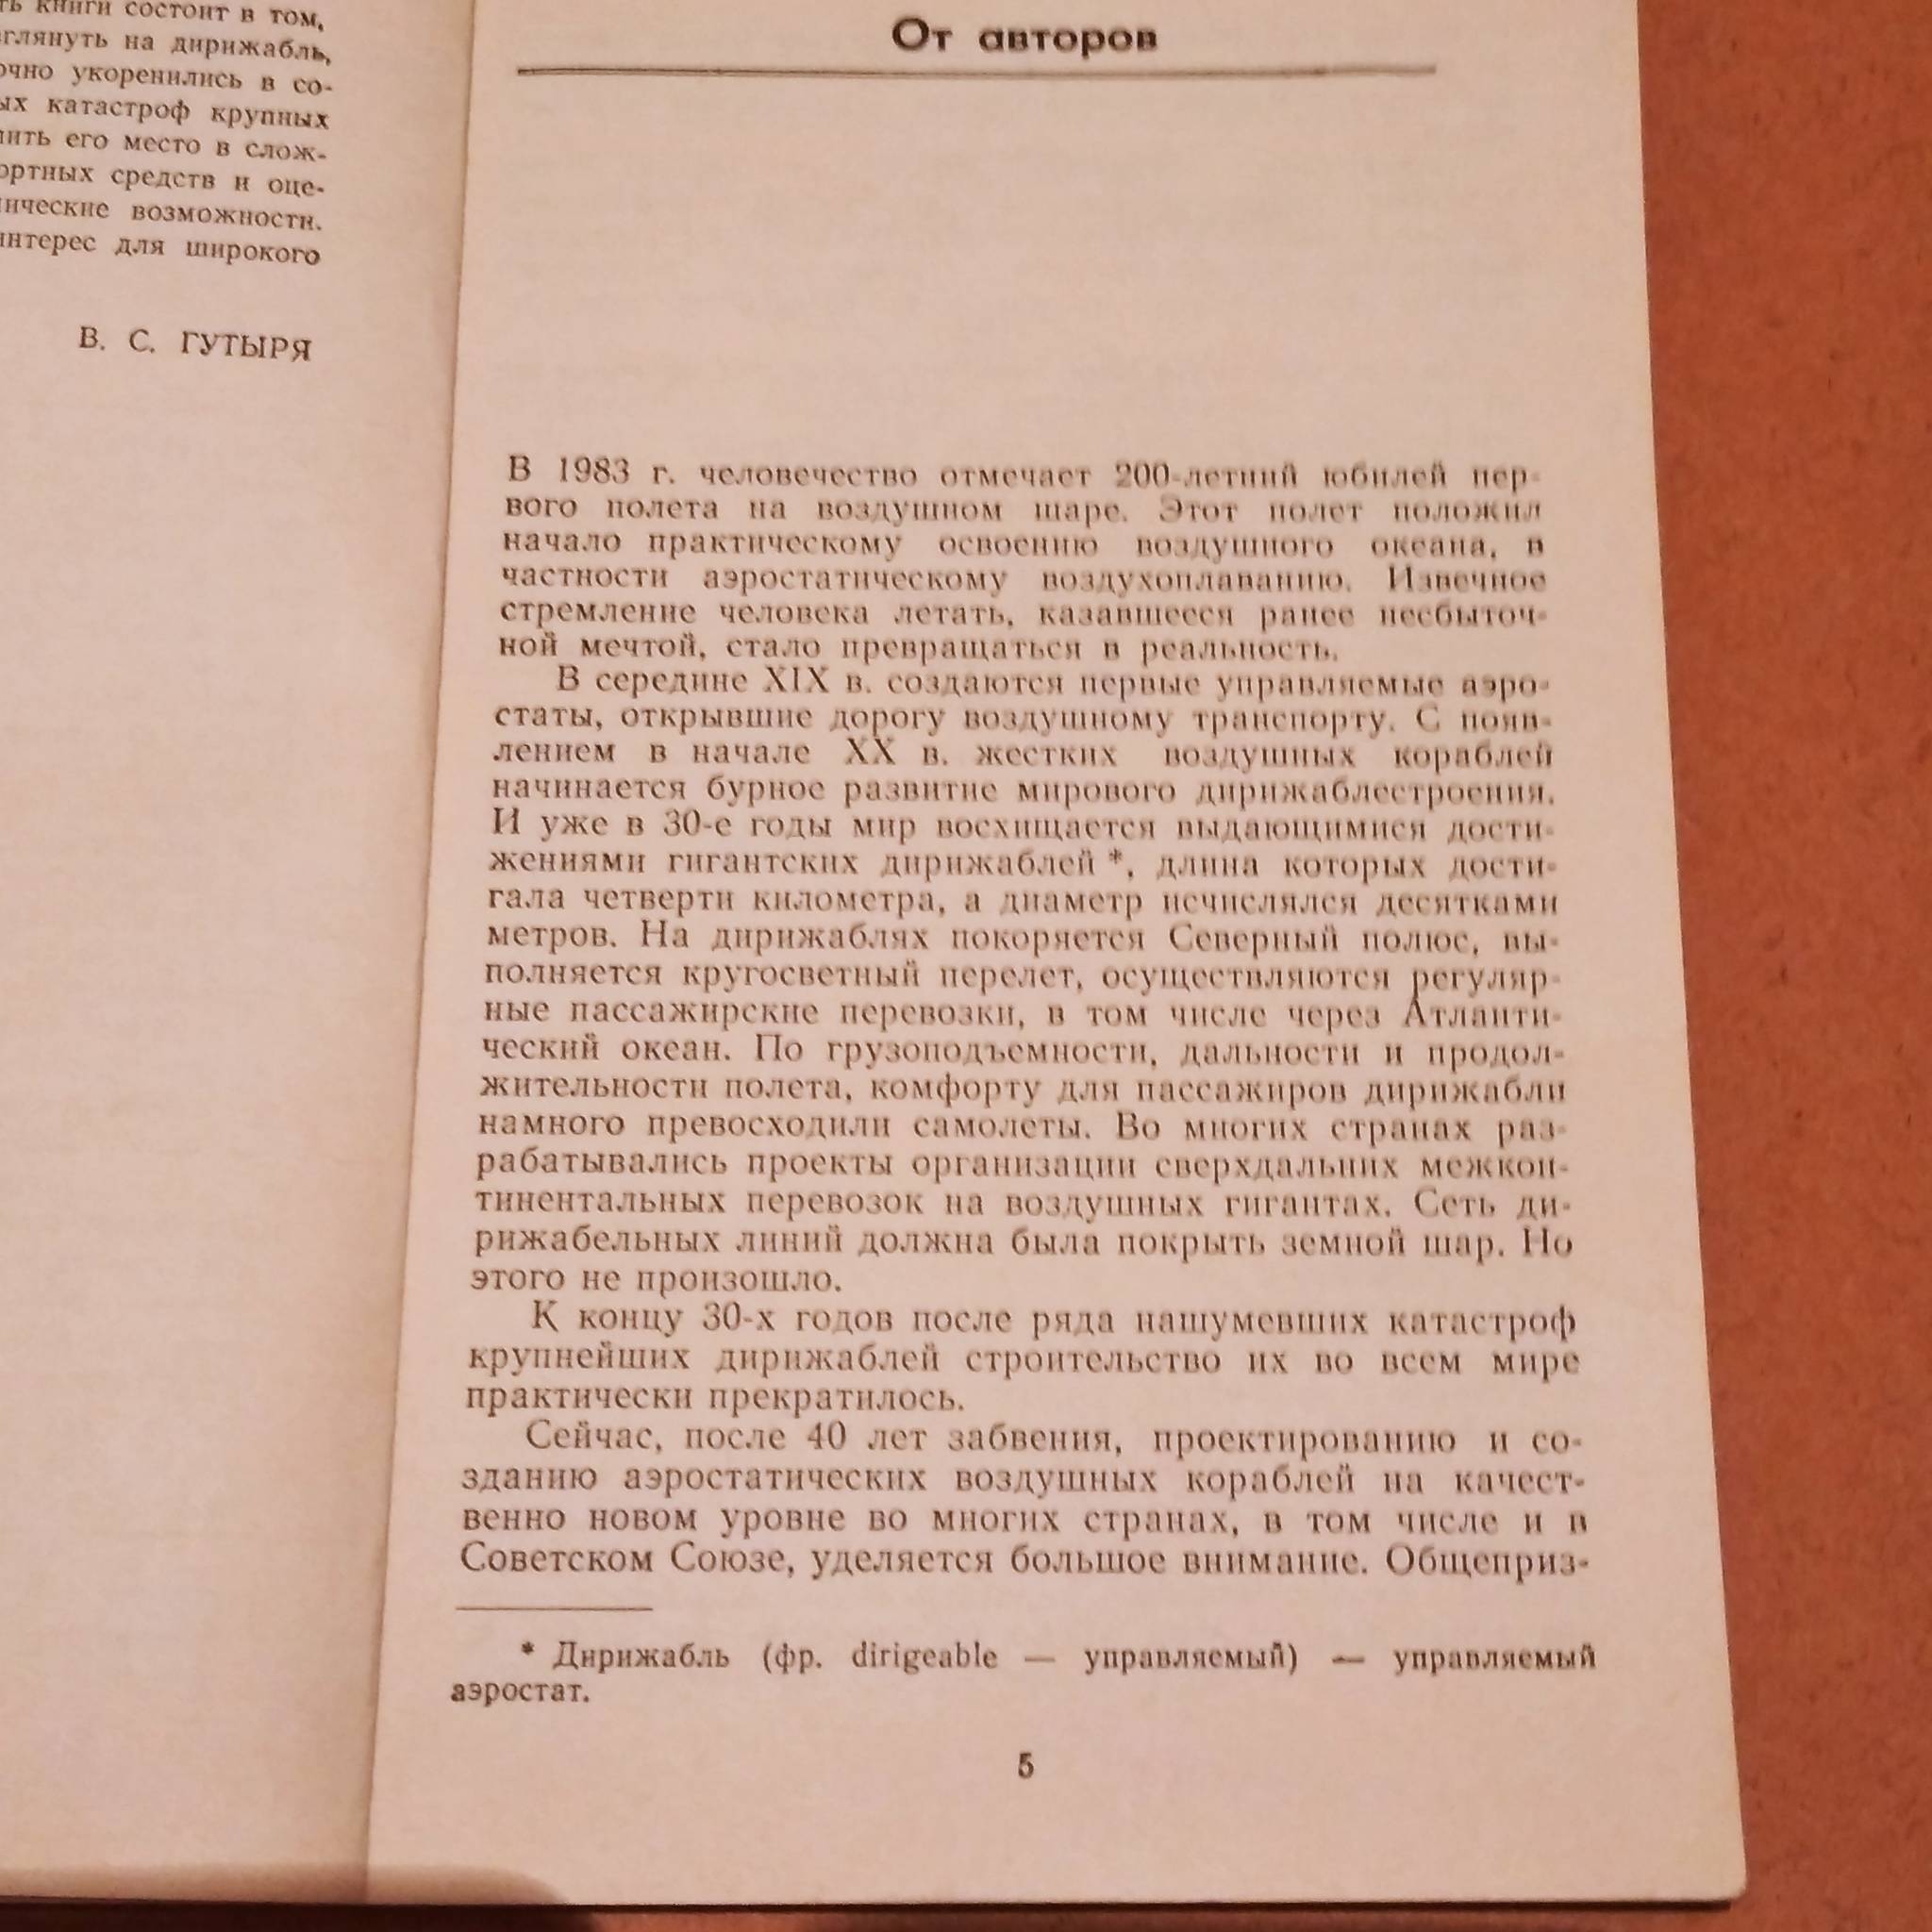 книги состоит в том,
на дирижабль,
укоренились в со-
катастроф крупных
его место в слож-
средств и оце-
возможности.
для широкого
В. С. ГУТЫРЯ
От авторов
В 1983 г. человечество отмечает 200-летний юбилей пер-
вого полета на воздушном шаре. Этот полет положил
начало практическому освоению воздушного океана, в
частности аэростатическому воздухоплаванию. Извечное
стремление человека летать, казавшееся ранее несбыточ-
ной мечтой, стало превращаться в реальность.
В середине XIX в. создаются первые управляемые аэро-
статы, открывшие дорогу воздушному транспорту. С появ-
лением в начале XX в. жестких воздушных кораблей
начинается бурное развитие мирового дирижаблестроения.
И уже в 30-е годы мир восхищается выдающимися дости-
жениями гигантских дирижаблей *, длина которых дости-
гала четверти километра, а диаметр исчислялся десятками
метров. На дирижаблях покоряется Северный полюс, вы-
полняется кругосветный перелет, осуществляются регуляр-
ные пассажирские перевозки, в том числе через Атланти-
ческий океан. По грузоподъемности, дальности и продол-
жительности полета, комфорту для пассажиров дирижабли
намного превосходили самолеты. Во многих странах раз-
рабатывались проекты организации сверхдальних межкон-
тинентальных перевозок на воздушных гигантах. Сеть ди-
рижабельных линий должна была покрыть земной шар. Но
этого не произошло.
К концу 30-х годов после ряда нашумевших катастроф
крупнейших дирижаблей строительство их во всем мире
практически прекратилось.
Сейчас, после 40 лет забвения, проектированию и со-
зданию аэростатических воздушных кораблей на качест-
венно новом уровне во многих странах, в том числе и в
Советском Союзе, уделяется большое внимание. Общеприз-
* Дирижабль (фр. dirigeable — управляемый) — управляемый
аэростат.
5